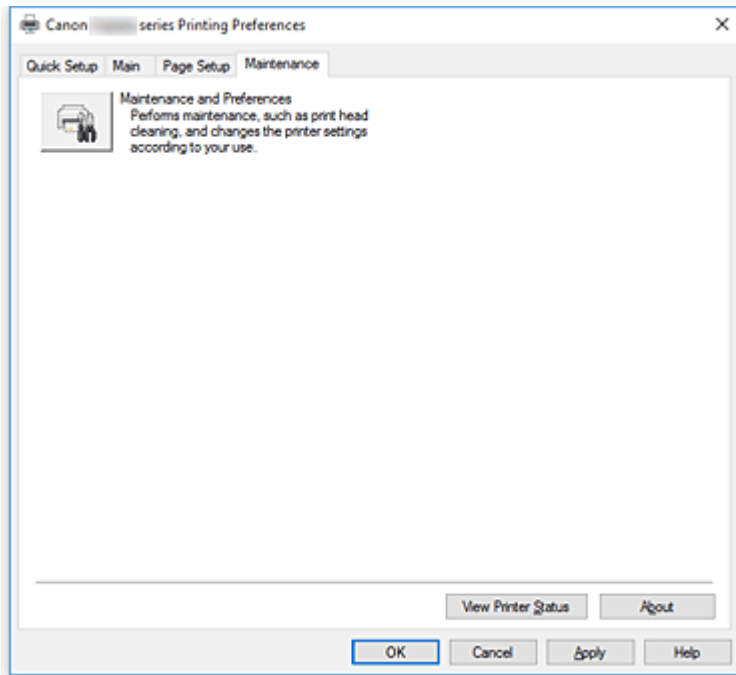 Canon series Printing Preferences
Quick Setup Main Page Setup Maintenance
Maintenance and Preferences
Performs maintenance, such as print head
cleaning, and changes the printer settings
according to your use.
View Printer Status About
OK Cancel Apply Help